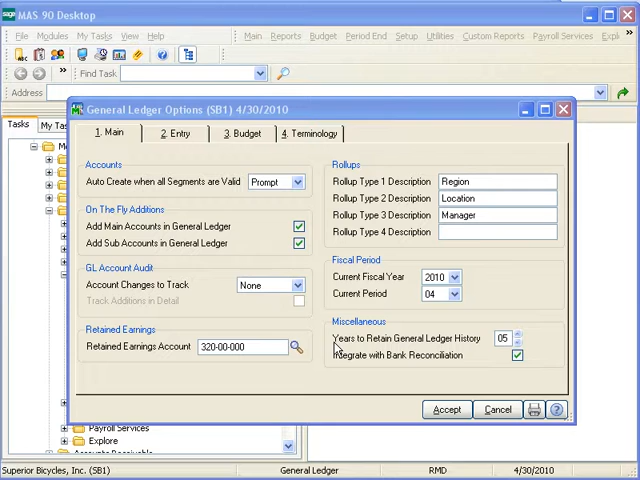 sage MAS 90 Desktop
File Modules My Tasks View Help Main Reports Budget Period End Setup Utilities Custom Reports Payroll Services Explo
» Find Task
Address »
General Ledger Options (SB1) 4/30/2010
Tasks My Ta
1. Main 2. Entry 3. Budget 4. Terminology
Accounts
Auto Create when all Segments are Valid Prompt
On The Fly Additions
Add Main Accounts in General Ledger
Add Sub Accounts in General Ledger
GL Account Audit
Account Changes to Track None
Track Additions in Detail
Retained Earnings
Retained Earnings Account 320-00-000
Rollups
Rollup Type 1 Description Region
Rollup Type 2 Description Location
Rollup Type 3 Description Manager
Rollup Type 4 Description
Fiscal Period
Current Fiscal Year 2010
Current Period 04
Miscellaneous
Years to Retain General Ledger History 05
Integrate with Bank Reconciliation
Accept Cancel
Payroll Services
Explore
Accounts Receivable
Superior Bicycles, Inc. (SB1) General Ledger RMD 4/30/2010